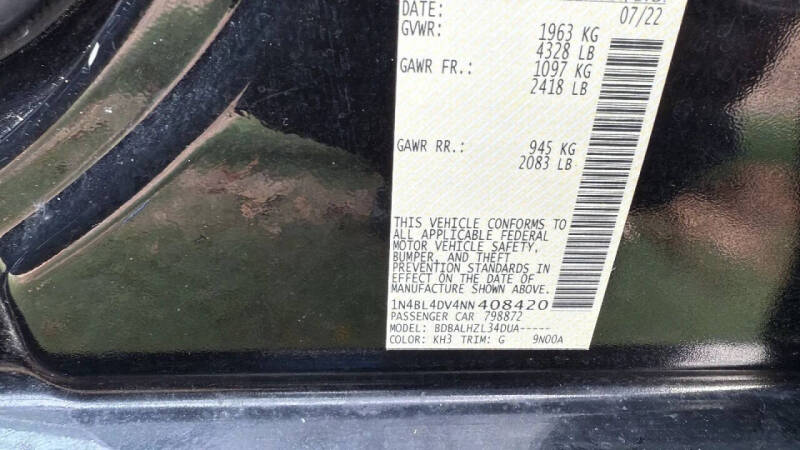 DATE: 07/22
GVWR: 1963 KG
4328 LB
GAWR FR.: 1097 KG
2418 LB
GAWR RR.: 945 KG
2083 LB
THIS VEHICLE CONFORMS TO
ALL APPLICABLE FEDERAL
MOTOR VEHICLE SAFETY,
BUMPER, AND THEFT
PREVENTION STANDARDS IN
EFFECT ON THE DATE OF
MANUFACTURE SHOWN ABOVE.
1N4BL4DV4NN408420
PASSENGER CAR 798872
MODEL: BDBALHZL34DUA-----
COLOR: KH3 TRIM: G 9N00A